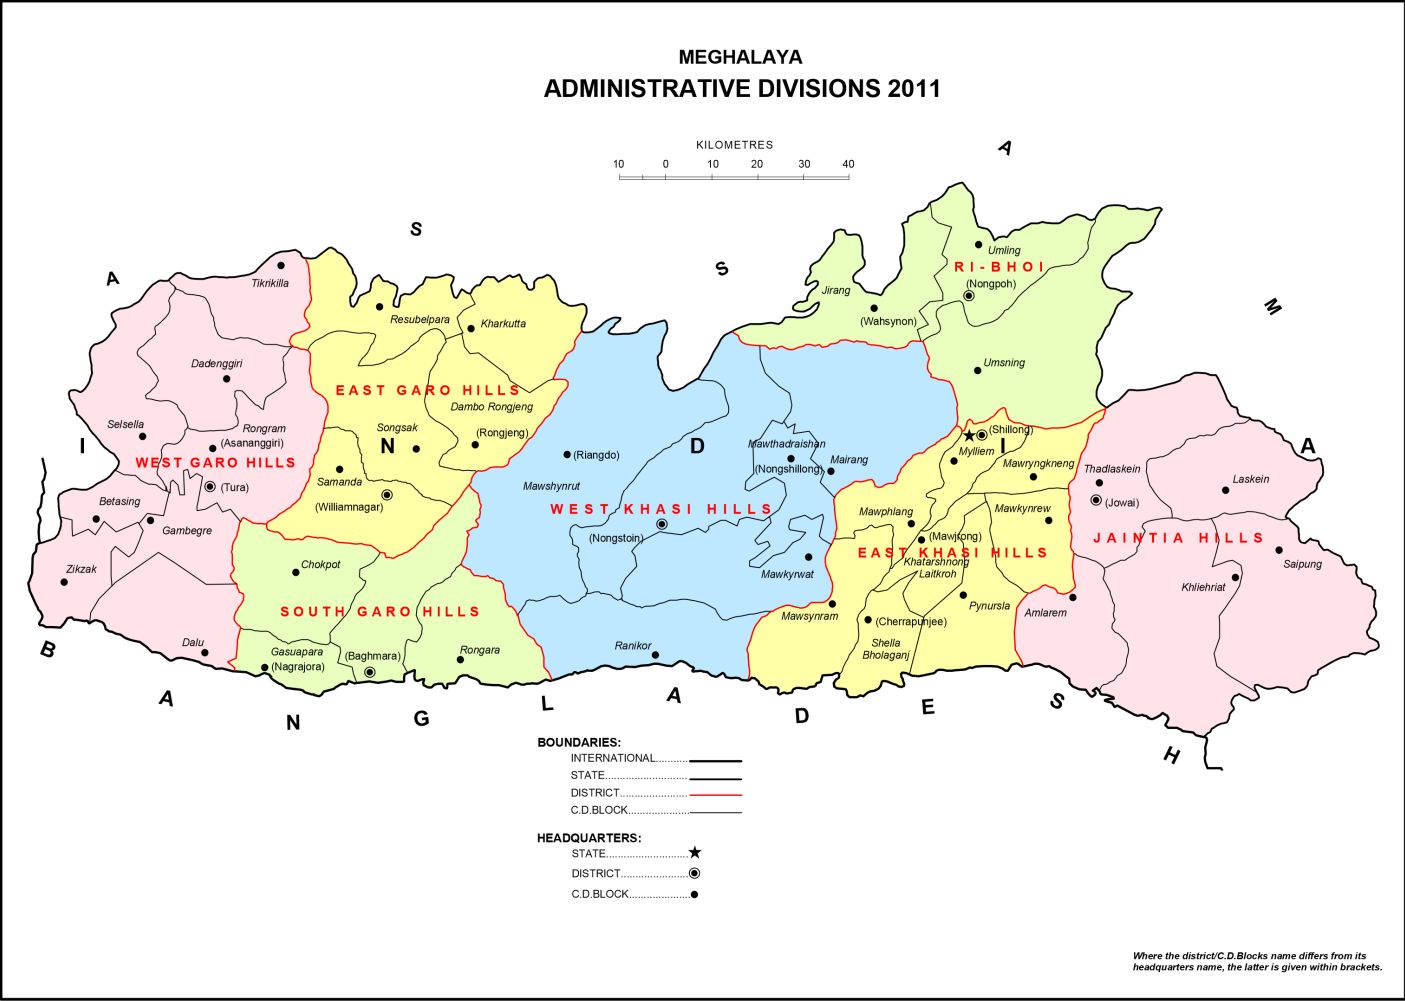 MEGHALAYA
ADMINISTRATIVE DIVISIONS 2011
KILOMETRES
10 0 10 20 30 40
A
S
A
S
M
I
N
D
I
A
Tikrikilla
Dadenggiri
Selsella
Rongram
(Asananggiri)
WEST GARO HILLS
(Tura)
Betasing
Gambegre
Zikzak
Dalu
Resubelpara
Kharkutta
EAST GARO HILLS
Dambo Rongjeng
(Rongjeng)
Songsak
Samanda
(Williamnagar)
Chokpot
SOUTH GARO HILLS
Gasuapara
(Nagrajora)
(Baghmara)
Rongara
(Riangdo)
Mawshynrut
WEST KHASI HILLS
(Nongstoin)
Mawthadraishan
(Nongshillong)
Mairang
Mawkyrwat
Ranikor
Jirang
(Wahsynon)
Umling
RI-BHOI
(Nongpoh)
Umsning
(Shillong)
Mylliem
Mawryngkneng
Mawphlang
Mawkynrew
(Mawjrong)
EAST KHASI HILLS
Khatarshnong
Laitkroh
Pynursla
Mawsynram
(Cherrapunjee)
Shella
Bholaganj
Thadlaskein
(Jowai)
Laskein
JAINTIA HILLS
Saipung
Khliehriat
Amlarem
B
A
N
G
L
A
D
E
S
H
BOUNDARIES:
INTERNATIONAL...........
STATE............................
DISTRICT.......................
C.D.BLOCK.....................
HEADQUARTERS:
STATE............................
DISTRICT.......................
C.D.BLOCK.....................
Where the district/C.D.Blocks name differs from its
headquarters name, the latter is given within brackets.